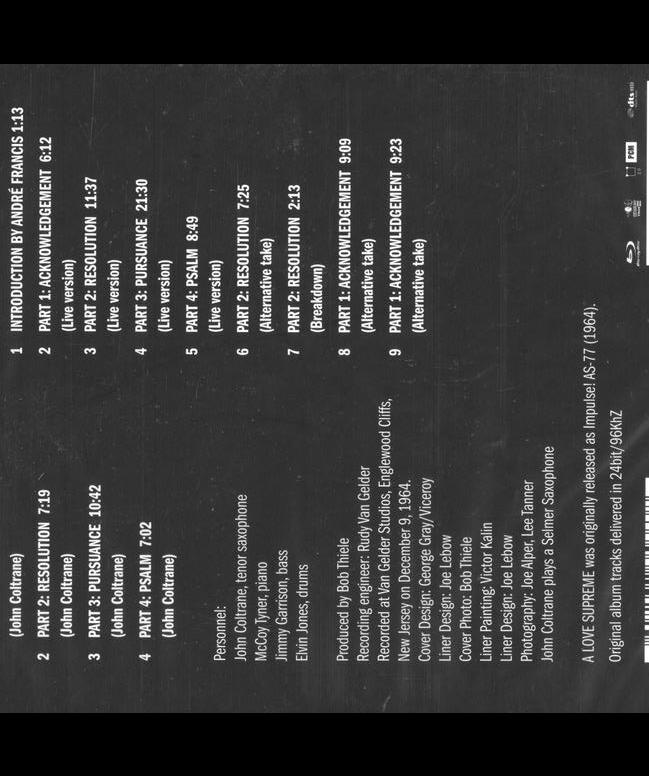 (John Coltrane)
2 PART 2: RESOLUTION 7:19
(John Coltrane)
3 PART 3: PURSUANCE 10:42
(John Coltrane)
4 PART 4: PSALM 7:02
(John Coltrane)
Personnel:
John Coltrane, tenor saxophone
McCoy Tyner, piano
Jimmy Garrison, bass
Elvin Jones, drums
Produced by Bob Thiele
Recording engineer: Rudy Van Gelder
Recorded at Van Gelder Studios, Englewood Cliffs,
New Jersey on December 9, 1964.
Cover Design: George Gray/Viceroy
Liner Design: Joe Lebow
Cover Photo: Bob Thiele
Liner Painting: Victor Kalin
Liner Design: Joe Lebow
Photography: Joe Alper, Lee Tanner
John Coltrane plays a Selmer Saxophone
A LOVE SUPREME was originally released as Impulse! AS-77 (1964).
Original album tracks delivered in 24bit/96KhZ
1 INTRODUCTION BY ANDRÉ FRANCIS 1:13
2 PART 1: ACKNOWLEDGEMENT 6:12
(Live version)
3 PART 2: RESOLUTION 11:37
(Live version)
4 PART 3: PURSUANCE 21:30
(Live version)
5 PART 4: PSALM 8:49
(Live version)
6 PART 2: RESOLUTION 7:25
(Alternative take)
7 PART 2: RESOLUTION 2:13
(Breakdown)
8 PART 1: ACKNOWLEDGEMENT 9:09
(Alternative take)
9 PART 1: ACKNOWLEDGEMENT 9:23
(Alternative take)
PCM
dts